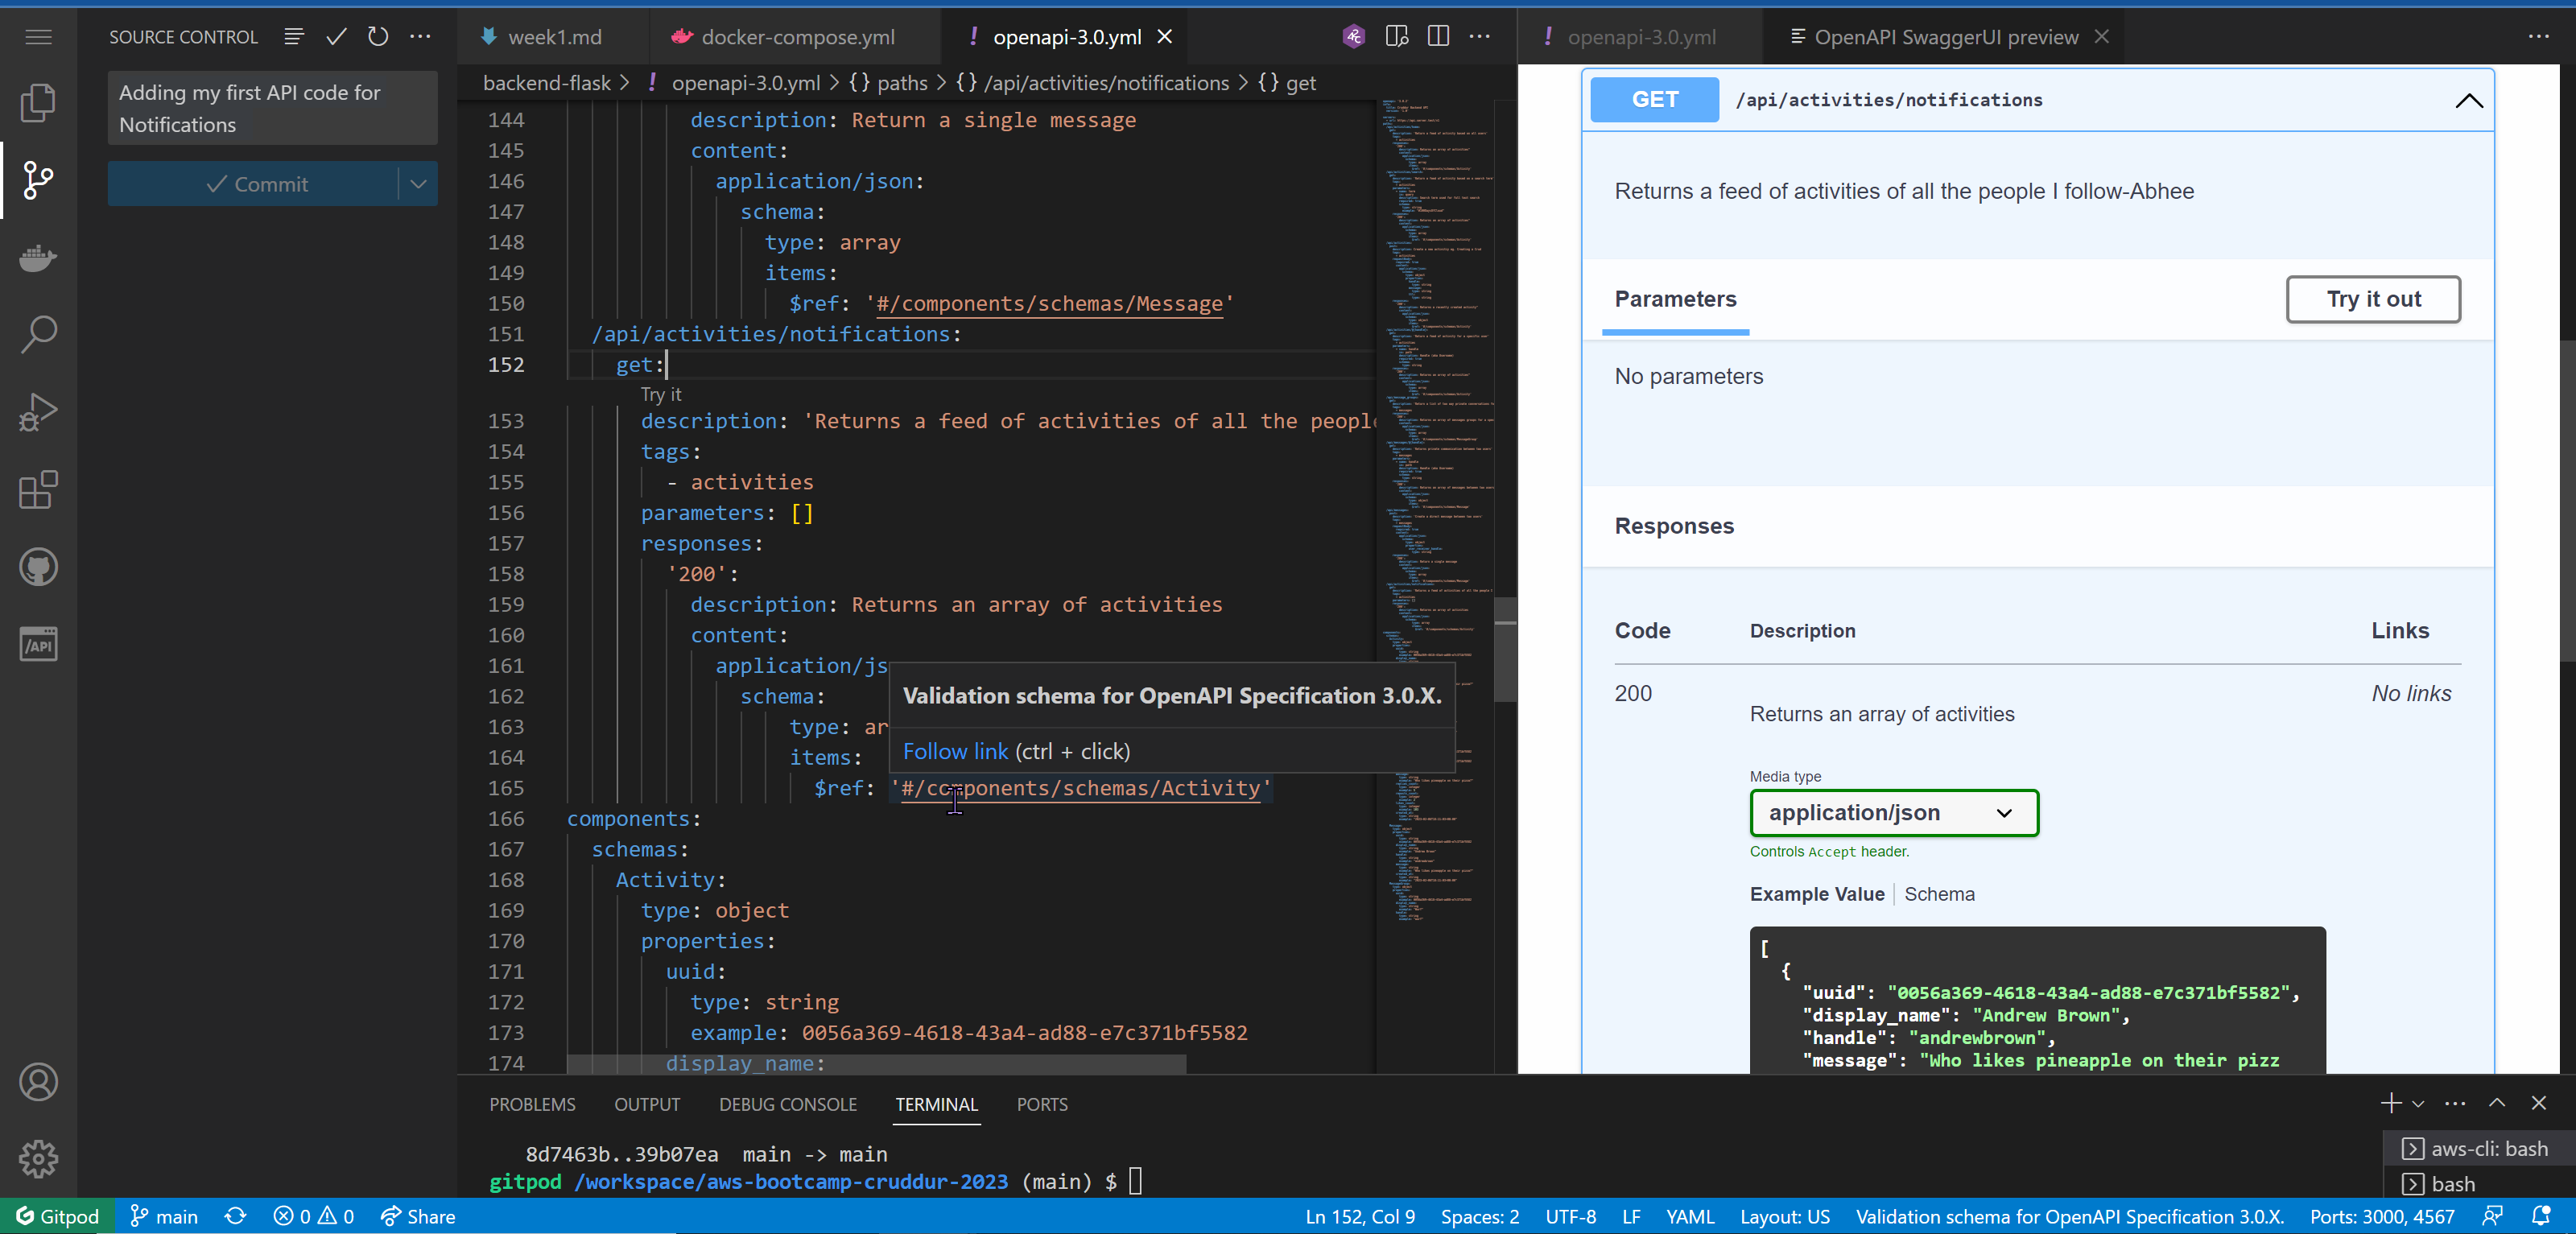 SOURCE CONTROL
Adding my first API code for
Notifications
Commit
week1.md
docker-compose.yml
! openapi-3.0.yml
backend-flask > ! openapi-3.0.yml > {} paths > {} /api/activities/notifications > {} get
144 description: Return a single message
145 content:
146 application/json:
147 schema:
148 type: array
149 items:
150 $ref: '#/components/schemas/Message'
151 /api/activities/notifications:
152 get:
Try it
153 description: 'Returns a feed of activities of all the people
154 tags:
155 - activities
156 parameters: []
157 responses:
158 '200':
159 description: Returns an array of activities
160 content:
161 application/js
162 schema:
163 type: ar
164 items:
165 $ref: '#/components/schemas/Activity'
166 components:
167 schemas:
168 Activity:
169 type: object
170 properties:
171 uuid:
172 type: string
173 example: 0056a369-4618-43a4-ad88-e7c371bf5582
174 display_name:
Validation schema for OpenAPI Specification 3.0.X.
Follow link (ctrl + click)
! openapi-3.0.yml
OpenAPI SwaggerUI preview
GET /api/activities/notifications
Returns a feed of activities of all the people I follow-Abhee
Parameters
Try it out
No parameters
Responses
Code Description Links
200 Returns an array of activities No links
Media type
application/json
Controls Accept header.
Example Value | Schema
[
{
"uuid": "0056a369-4618-43a4-ad88-e7c371bf5582",
"display_name": "Andrew Brown",
"handle": "andrewbrown",
"message": "Who likes pineapple on their pizz
/API
PROBLEMS OUTPUT DEBUG CONSOLE TERMINAL PORTS
8d7463b..39b07ea main -> main
gitpod /workspace/aws-bootcamp-cruddur-2023 (main) $
aws-cli: bash
bash
Gitpod main 0 0 Share Ln 152, Col 9 Spaces: 2 UTF-8 LF YAML Layout: US Validation schema for OpenAPI Specification 3.0.X. Ports: 3000, 4567